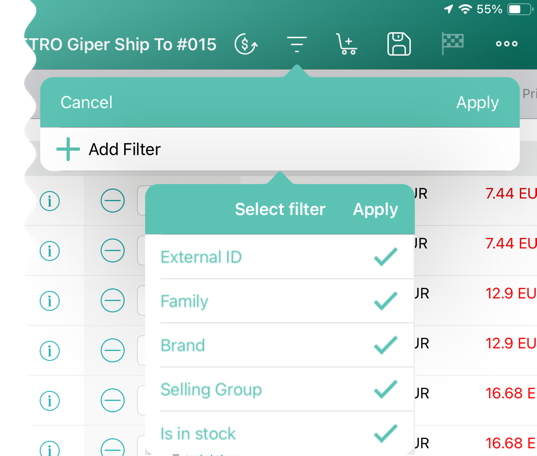 55%
TRO Giper Ship To #015
Cancel
Apply
Pri
Add Filter
Select filter
Apply
UR
7.44 EU
External ID
UR
7.44 EU
Family
UR
12.9 EU
Brand
UR
12.9 EU
Selling Group
UR
16.68 E
Is in stock
UR
16.68 E